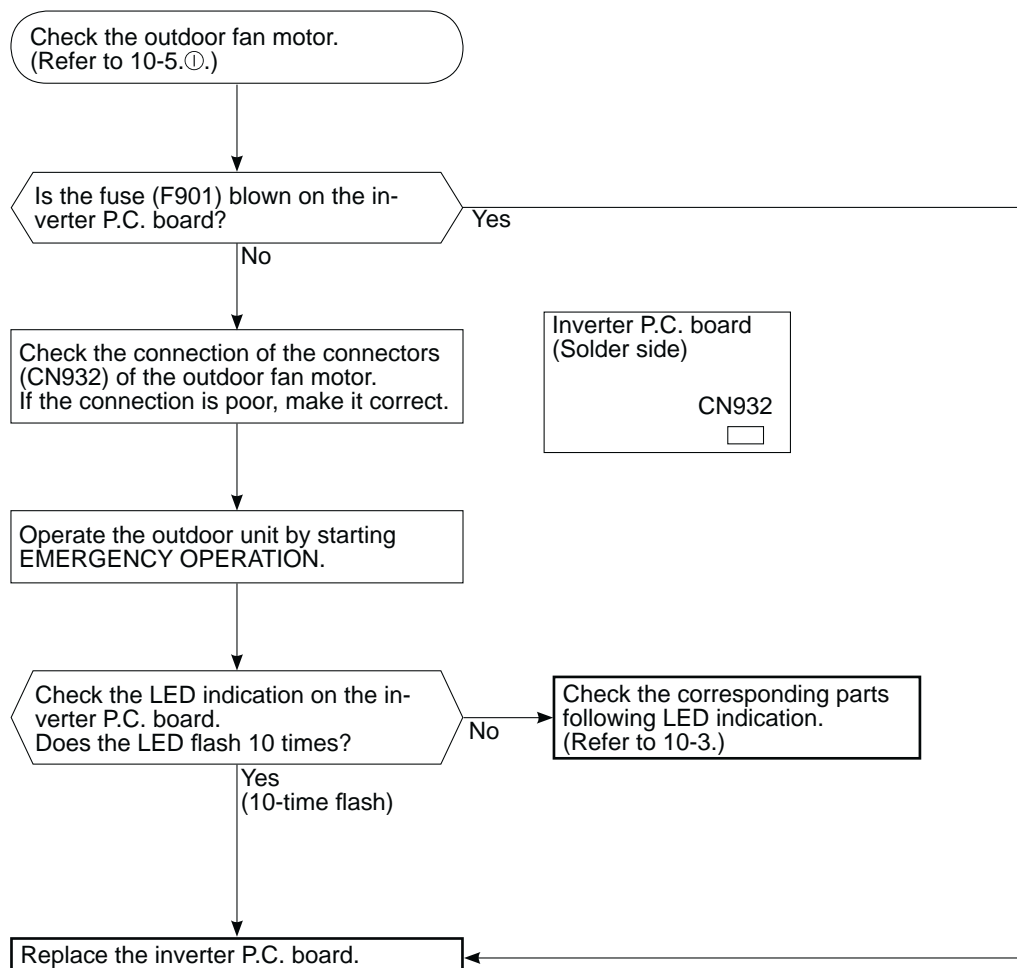 Check the outdoor fan motor.
(Refer to 10-5.Ⓘ.)
Is the fuse (F901) blown on the in-
verter P.C. board?
Yes
No
Check the connection of the connectors
(CN932) of the outdoor fan motor.
If the connection is poor, make it correct.
Inverter P.C. board
(Solder side)
CN932
Operate the outdoor unit by starting
EMERGENCY OPERATION.
Check the LED indication on the in-
verter P.C. board.
Does the LED flash 10 times?
No
Check the corresponding parts
following LED indication.
(Refer to 10-3.)
Yes
(10-time flash)
Replace the inverter P.C. board.